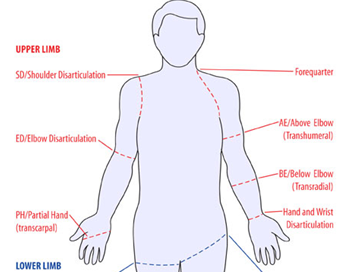 UPPER LIMB
SD/Shoulder Disarticulation
Forequarter
AE/Above Elbow
(Transhumeral)
ED/Elbow Disarticulation
BE/Below Elbow
(Transradial)
PH/Partial Hand
(transcarpal)
Hand and Wrist
Disarticulation
LOWER LIMB